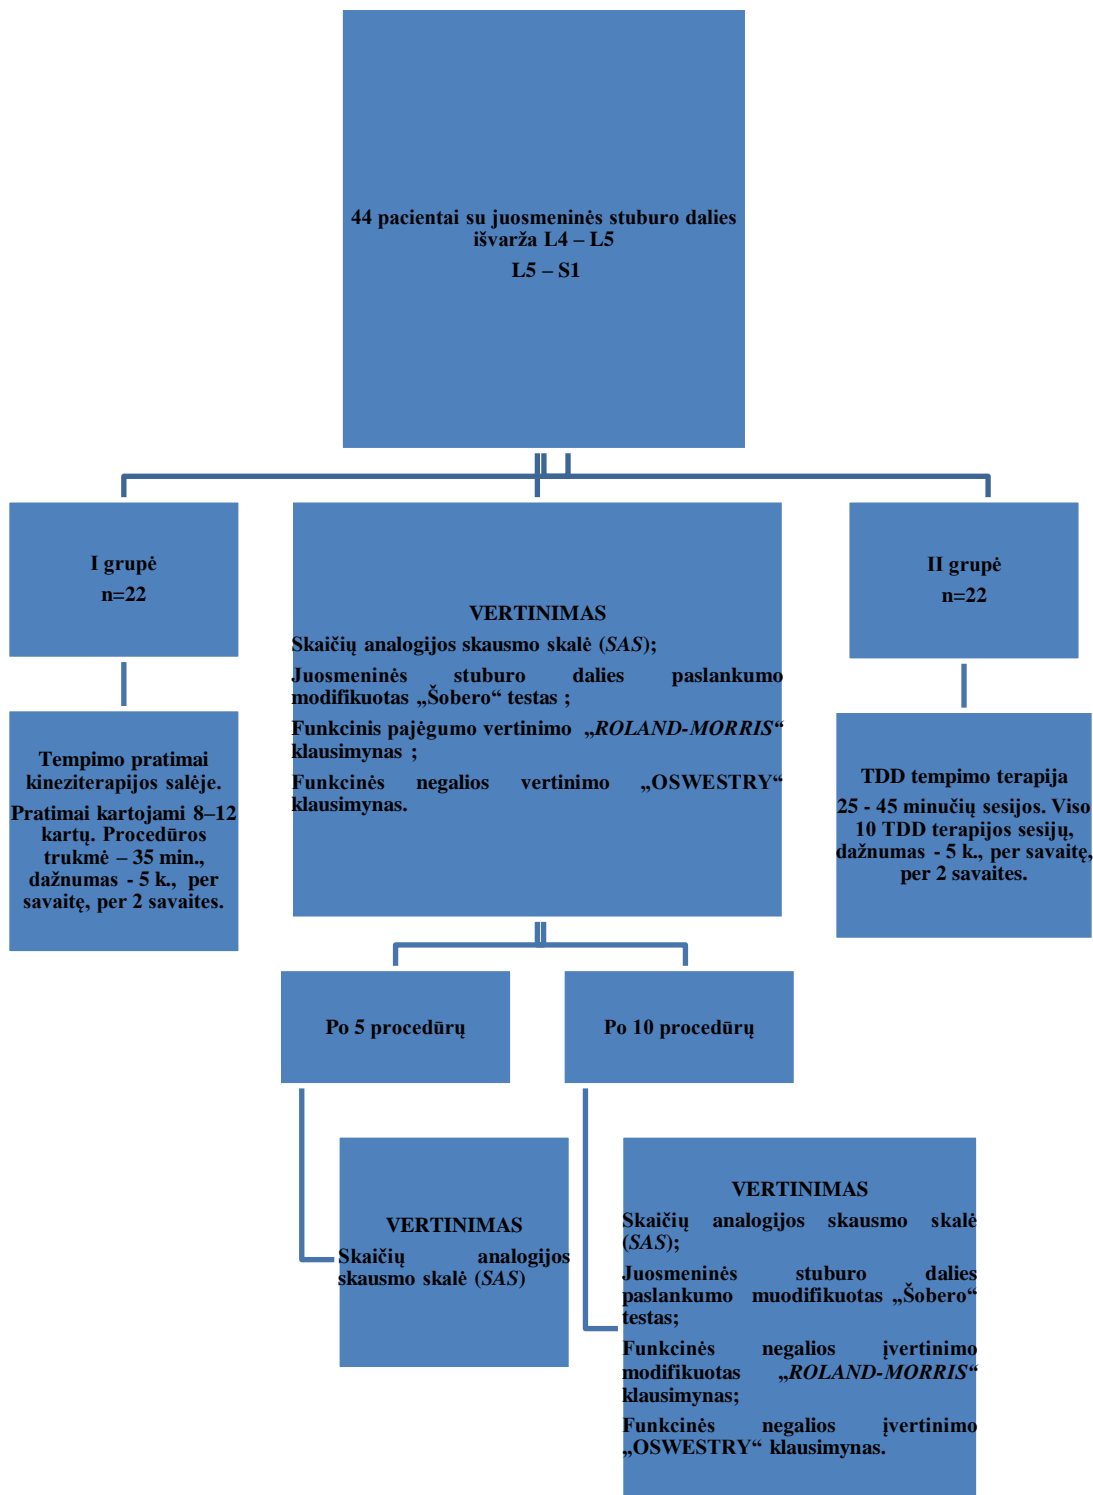 44 pacientai su juosmeninės stuburo dalies
išvarža L4 – L5
L5 – S1
I grupė
n=22
VERTINIMAS
Skaičių analogijos skausmo skalė (SAS);
Juosmeninės stuburo dalies paslankumo
modifikuotas „Šobero“ testas ;
Funkcinis pajėgumo vertinimo „ROLAND-MORRIS“
klausimynas ;
Funkcinės negalios vertinimo „OSWESTRY“
klausimynas.
II grupė
n=22
Tempimo pratimai
kineziterapijos salėje.
Pratimai kartojami 8–12
kartų. Procedūros
trukmė – 35 min.,
dažnumas - 5 k., per
savaitę, per 2 savaites.
TDD tempimo terapija
25 - 45 minučių sesijos. Viso
10 TDD terapijos sesijų,
dažnumas - 5 k., per savaitę,
per 2 savaites.
Po 5 procedūrų
Po 10 procedūrų
VERTINIMAS
Skaičių analogijos
skausmo skalė (SAS)
VERTINIMAS
Skaičių analogijos skausmo skalė
(SAS);
Juosmeninės stuburo dalies
paslankumo muodifikuotas „Šobero“
testas;
Funkcinės negalios įvertinimo
modifikuotas „ROLAND-MORRIS“
klausimynas;
Funkcinės negalios įvertinimo
„OSWESTRY“ klausimynas.